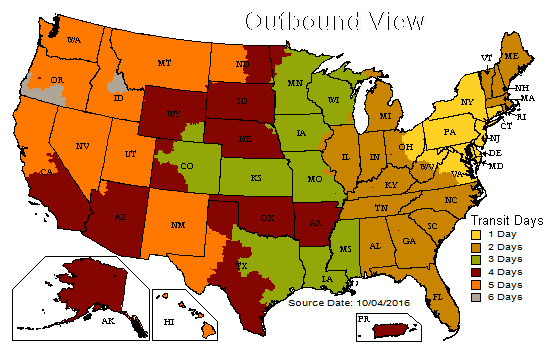 Outbound View
WA
MT
ND
MN
VT
ME
OR
ID
SD
WI
MI
NY
NH
MA
RI
CT
WY
IA
PA
NJ
NV
UT
NE
IL
IN
OH
DE
MD
CA
CO
KS
MO
WV
VA
KY
AZ
NM
OK
AR
TN
NC
SC
TX
LA
MS
AL
GA
FL
Transit Days
1 Day
2 Days
3 Days
4 Days
5 Days
6 Days
Source Date: 10/04/2016
AK
HI
PR